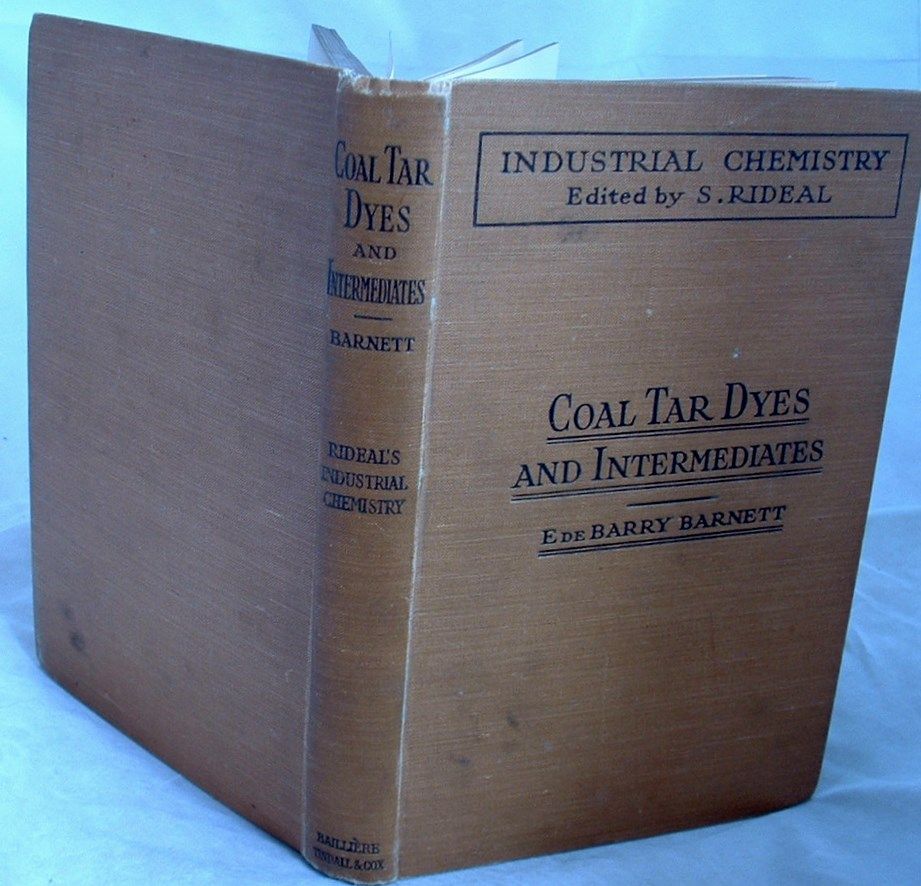 COAL TAR
DYES
AND
INTERMEDIATES
BARNETT
RIDEAL'S
INDUSTRIAL
CHEMISTRY
BAILLIÈRE
TINDALL & COX
INDUSTRIAL CHEMISTRY
Edited by S. RIDEAL
COAL TAR DYES
AND INTERMEDIATES
E DE BARRY BARNETT